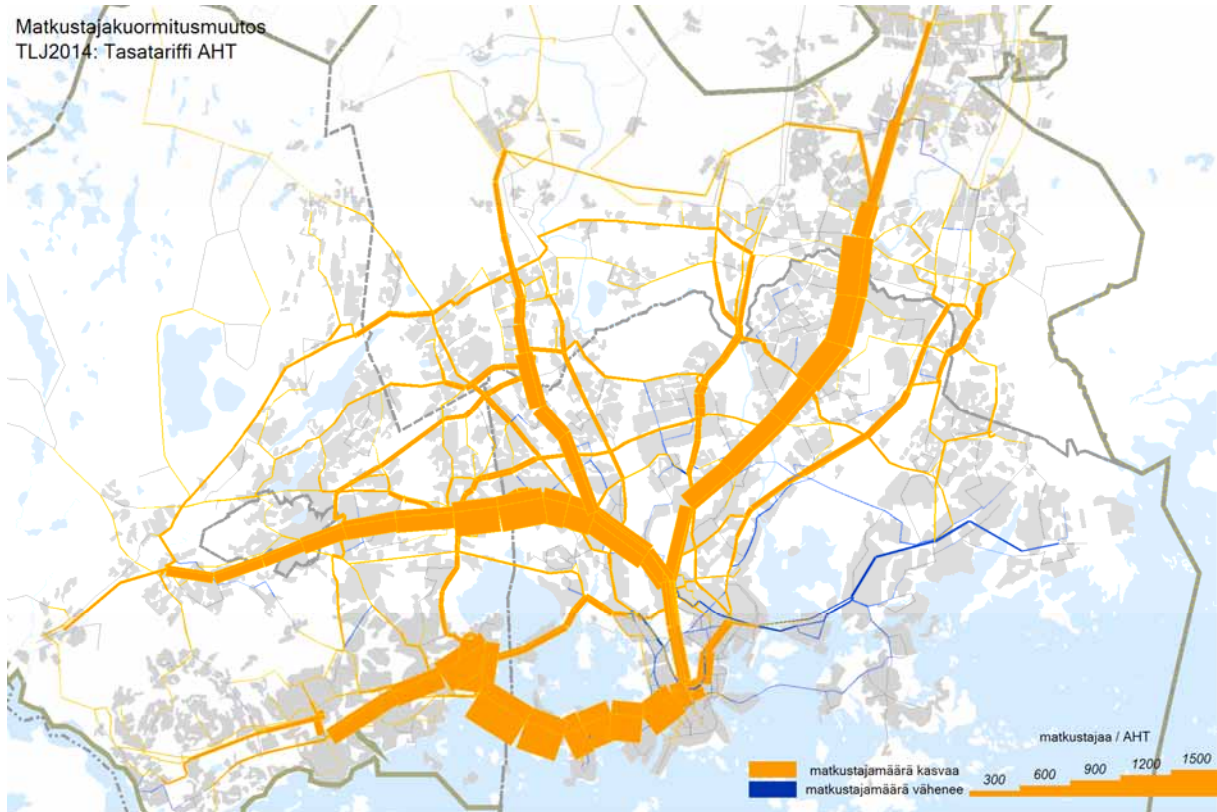 Matkustajakuormitusmuutos
TLJ2014: Tasatariffi AHT
matkustajaa / AHT
300 600 900 1200 1500
matkustajamäärä kasvaa
matkustajamäärä vähenee